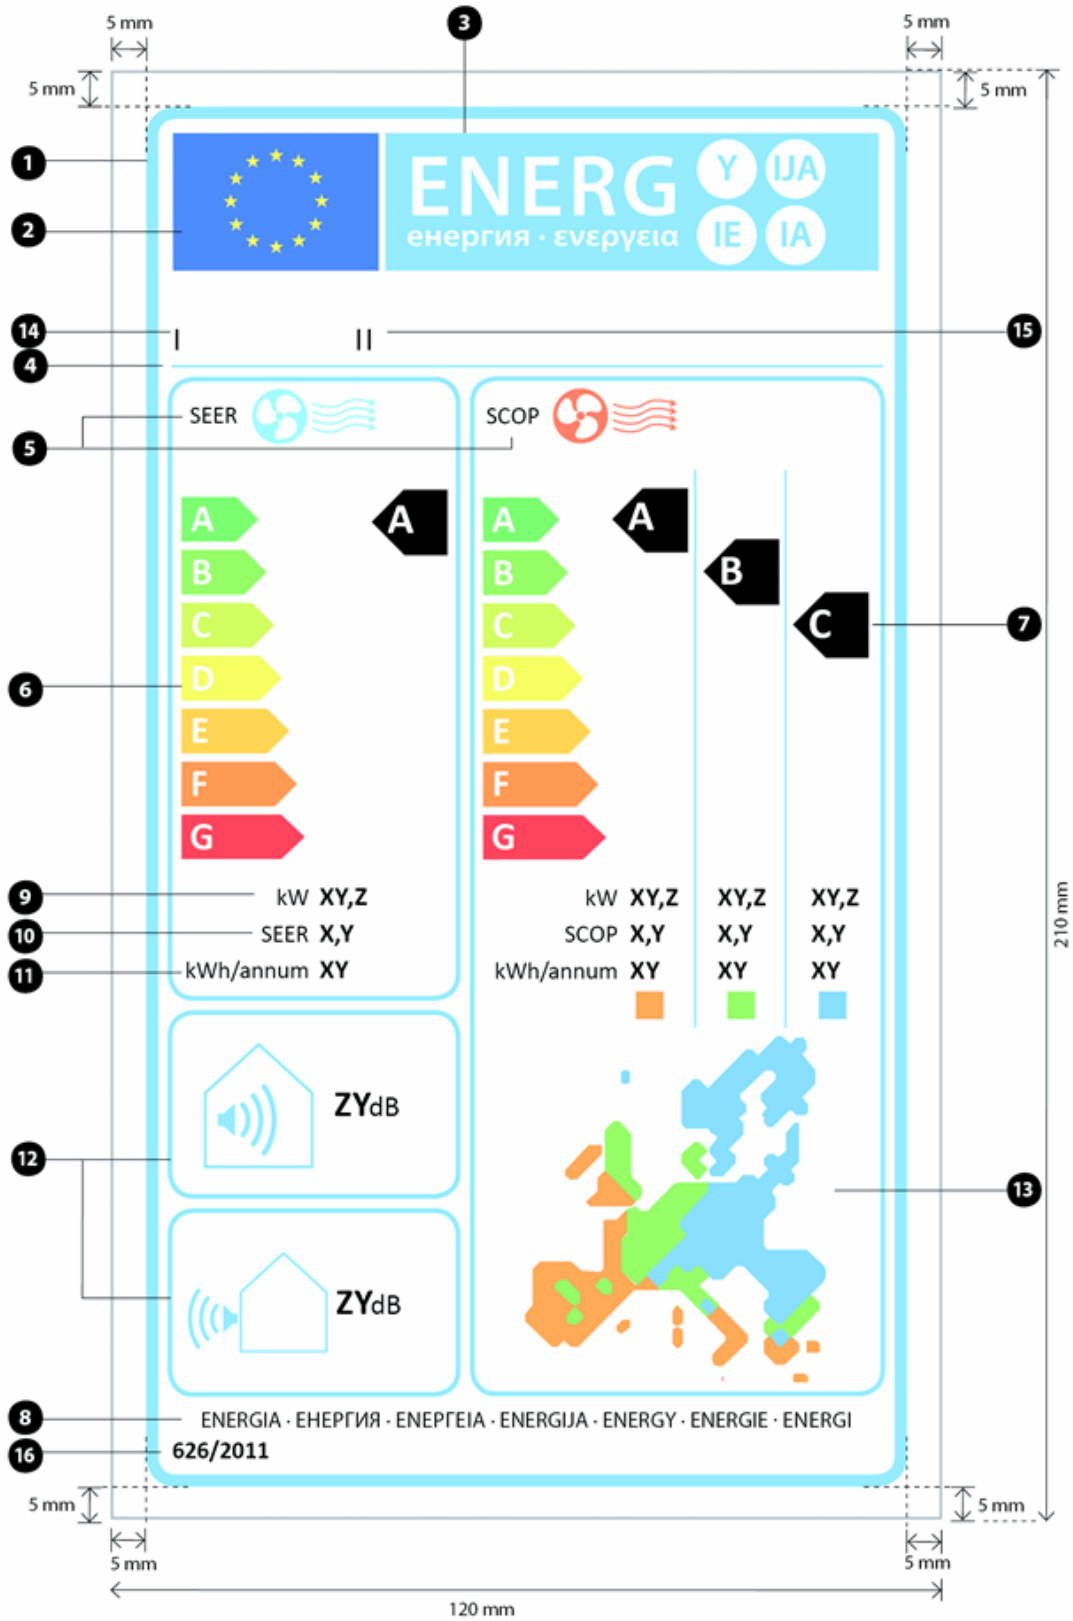 5 mm 3 5 mm
5 mm 5 mm
1
2
ENERG Y IJA
енергия · ενεργεια IE IA
14 I II 15
4
SEER SCOP
5
A A A A
B B B
C C C 7
6 D D
E E
F F
G G
9 kW XY,Z kW XY,Z XY,Z XY,Z
10 SEER X,Y SCOP X,Y X,Y X,Y
11 kWh/annum XY kWh/annum XY XY XY
210 mm
ZYdB
12 13
ZYdB
8 ENERGIA · ЕНЕРГИЯ · ΕΝΕΡΓΕΙΑ · ENERGIJA · ENERGY · ENERGIE · ENERGI
16 626/2011
5 mm 5 mm
5 mm 5 mm
120 mm